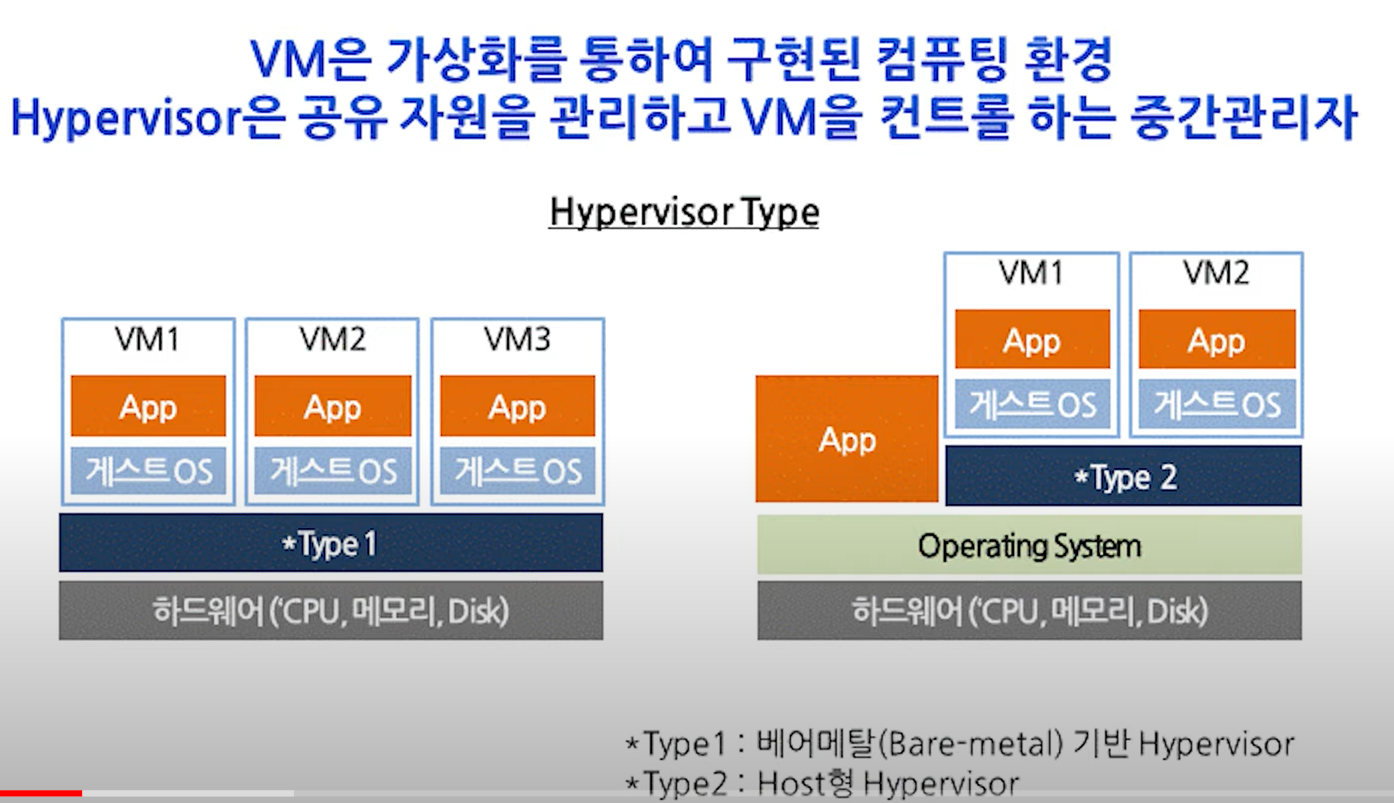 VM은 가상화를 통하여 구현된 컴퓨팅 환경
Hypervisor은 공유 자원을 관리하고 VM을 컨트롤 하는 중간관리자
Hypervisor Type
VM1
VM2
VM3
App
App
App
게스트 OS
게스트 OS
게스트 OS
*Type 1
하드웨어 (‘CPU, 메모리, Disk)
VM1
VM2
App
App
게스트 OS
게스트 OS
App
*Type 2
Operating System
하드웨어 (‘CPU, 메모리, Disk)
*Type1 : 베어메탈(Bare-metal) 기반 Hypervisor
*Type2 : Host형 Hypervisor